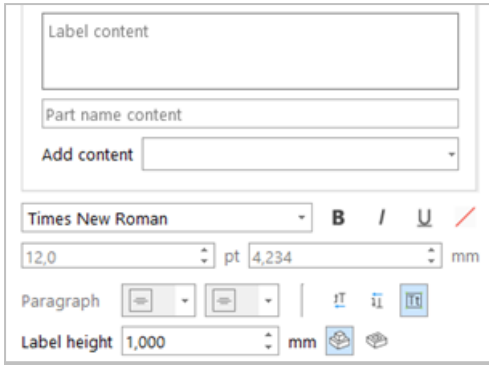 Label content
Part name content
Add content
Times New Roman B I U
12,0 pt 4,234 mm
Paragraph
Label height 1,000 mm